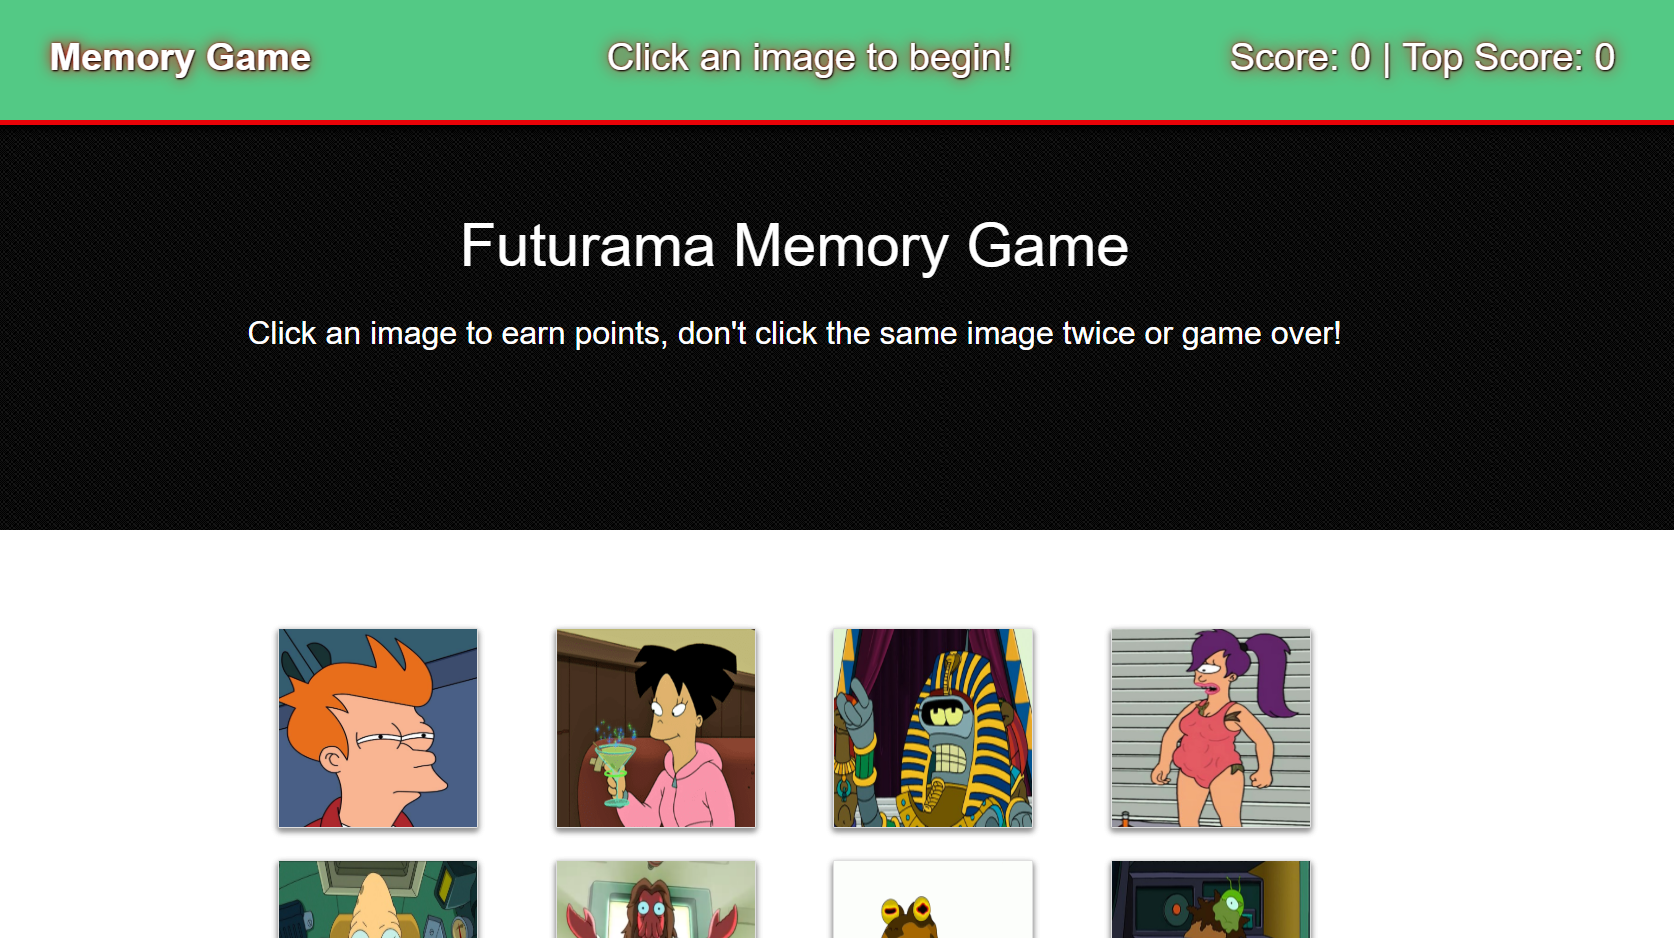 Memory Game
Click an image to begin!
Score: 0 | Top Score: 0
Futurama Memory Game
Click an image to earn points, don't click the same image twice or game over!